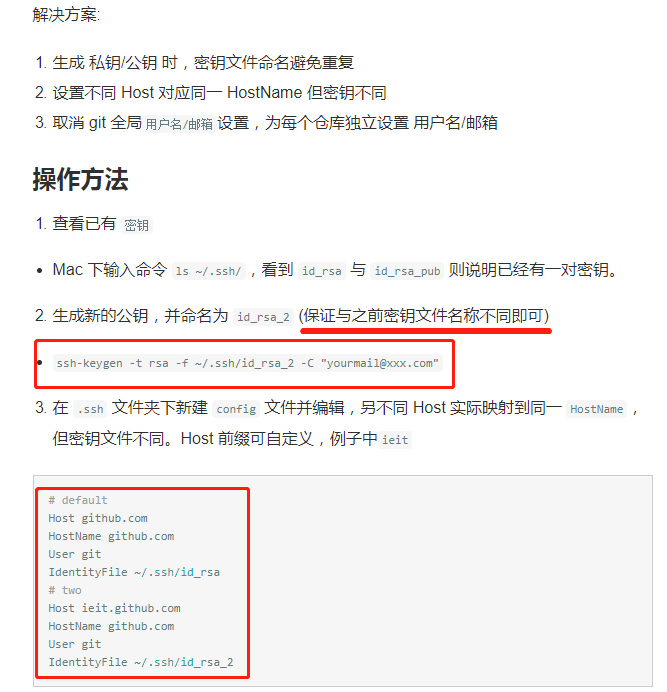 解决方案:
1. 生成 私钥/公钥 时，密钥文件命名避免重复
2. 设置不同 Host 对应同一 HostName 但密钥不同
3. 取消 git 全局 用户名/邮箱 设置，为每个仓库独立设置 用户名/邮箱
操作方法
1. 查看已有 密钥
• Mac 下输入命令 ls ~/.ssh/ ，看到 id_rsa 与 id_rsa_pub 则说明已经有一对密钥。
2. 生成新的公钥，并命名为 id_rsa_2 (保证与之前密钥文件名称不同即可)
• ssh-keygen -t rsa -f ~/.ssh/id_rsa_2 -C "yourmail@xxx.com"
3. 在 .ssh 文件夹下新建 config 文件并编辑，另不同 Host 实际映射到同一 HostName ，
但密钥文件不同。Host 前缀可自定义，例子中 ieit
# default
Host github.com
HostName github.com
User git
IdentityFile ~/.ssh/id_rsa
# two
Host ieit.github.com
HostName github.com
User git
IdentityFile ~/.ssh/id_rsa_2